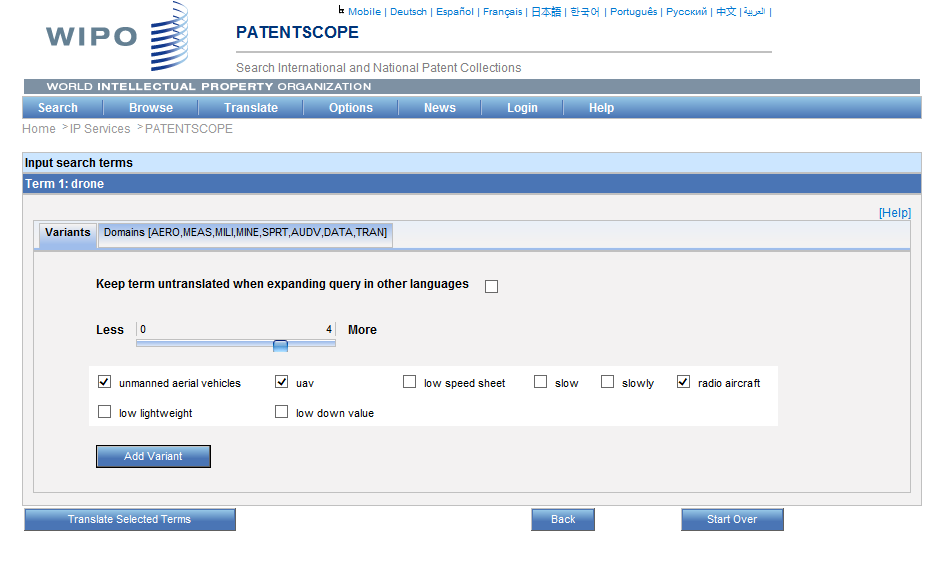 Mobile | Deutsch | Español | Français | 日本語 | 한국어 | Português | Русский | 中文 | العربية |
WIPO
PATENTSCOPE
Search International and National Patent Collections
WORLD INTELLECTUAL PROPERTY ORGANIZATION
Search Browse Translate Options News Login Help
Home > IP Services > PATENTSCOPE
Input search terms
Term 1: drone
[Help]
Variants Domains [AERO,MEAS,MILI,MINE,SPRT,AUDV,DATA,TRAN]
Keep term untranslated when expanding query in other languages
Less 0 4 More
unmanned aerial vehicles uav low speed sheet slow slowly radio aircraft
low lightweight low down value
Add Variant
Translate Selected Terms Back Start Over